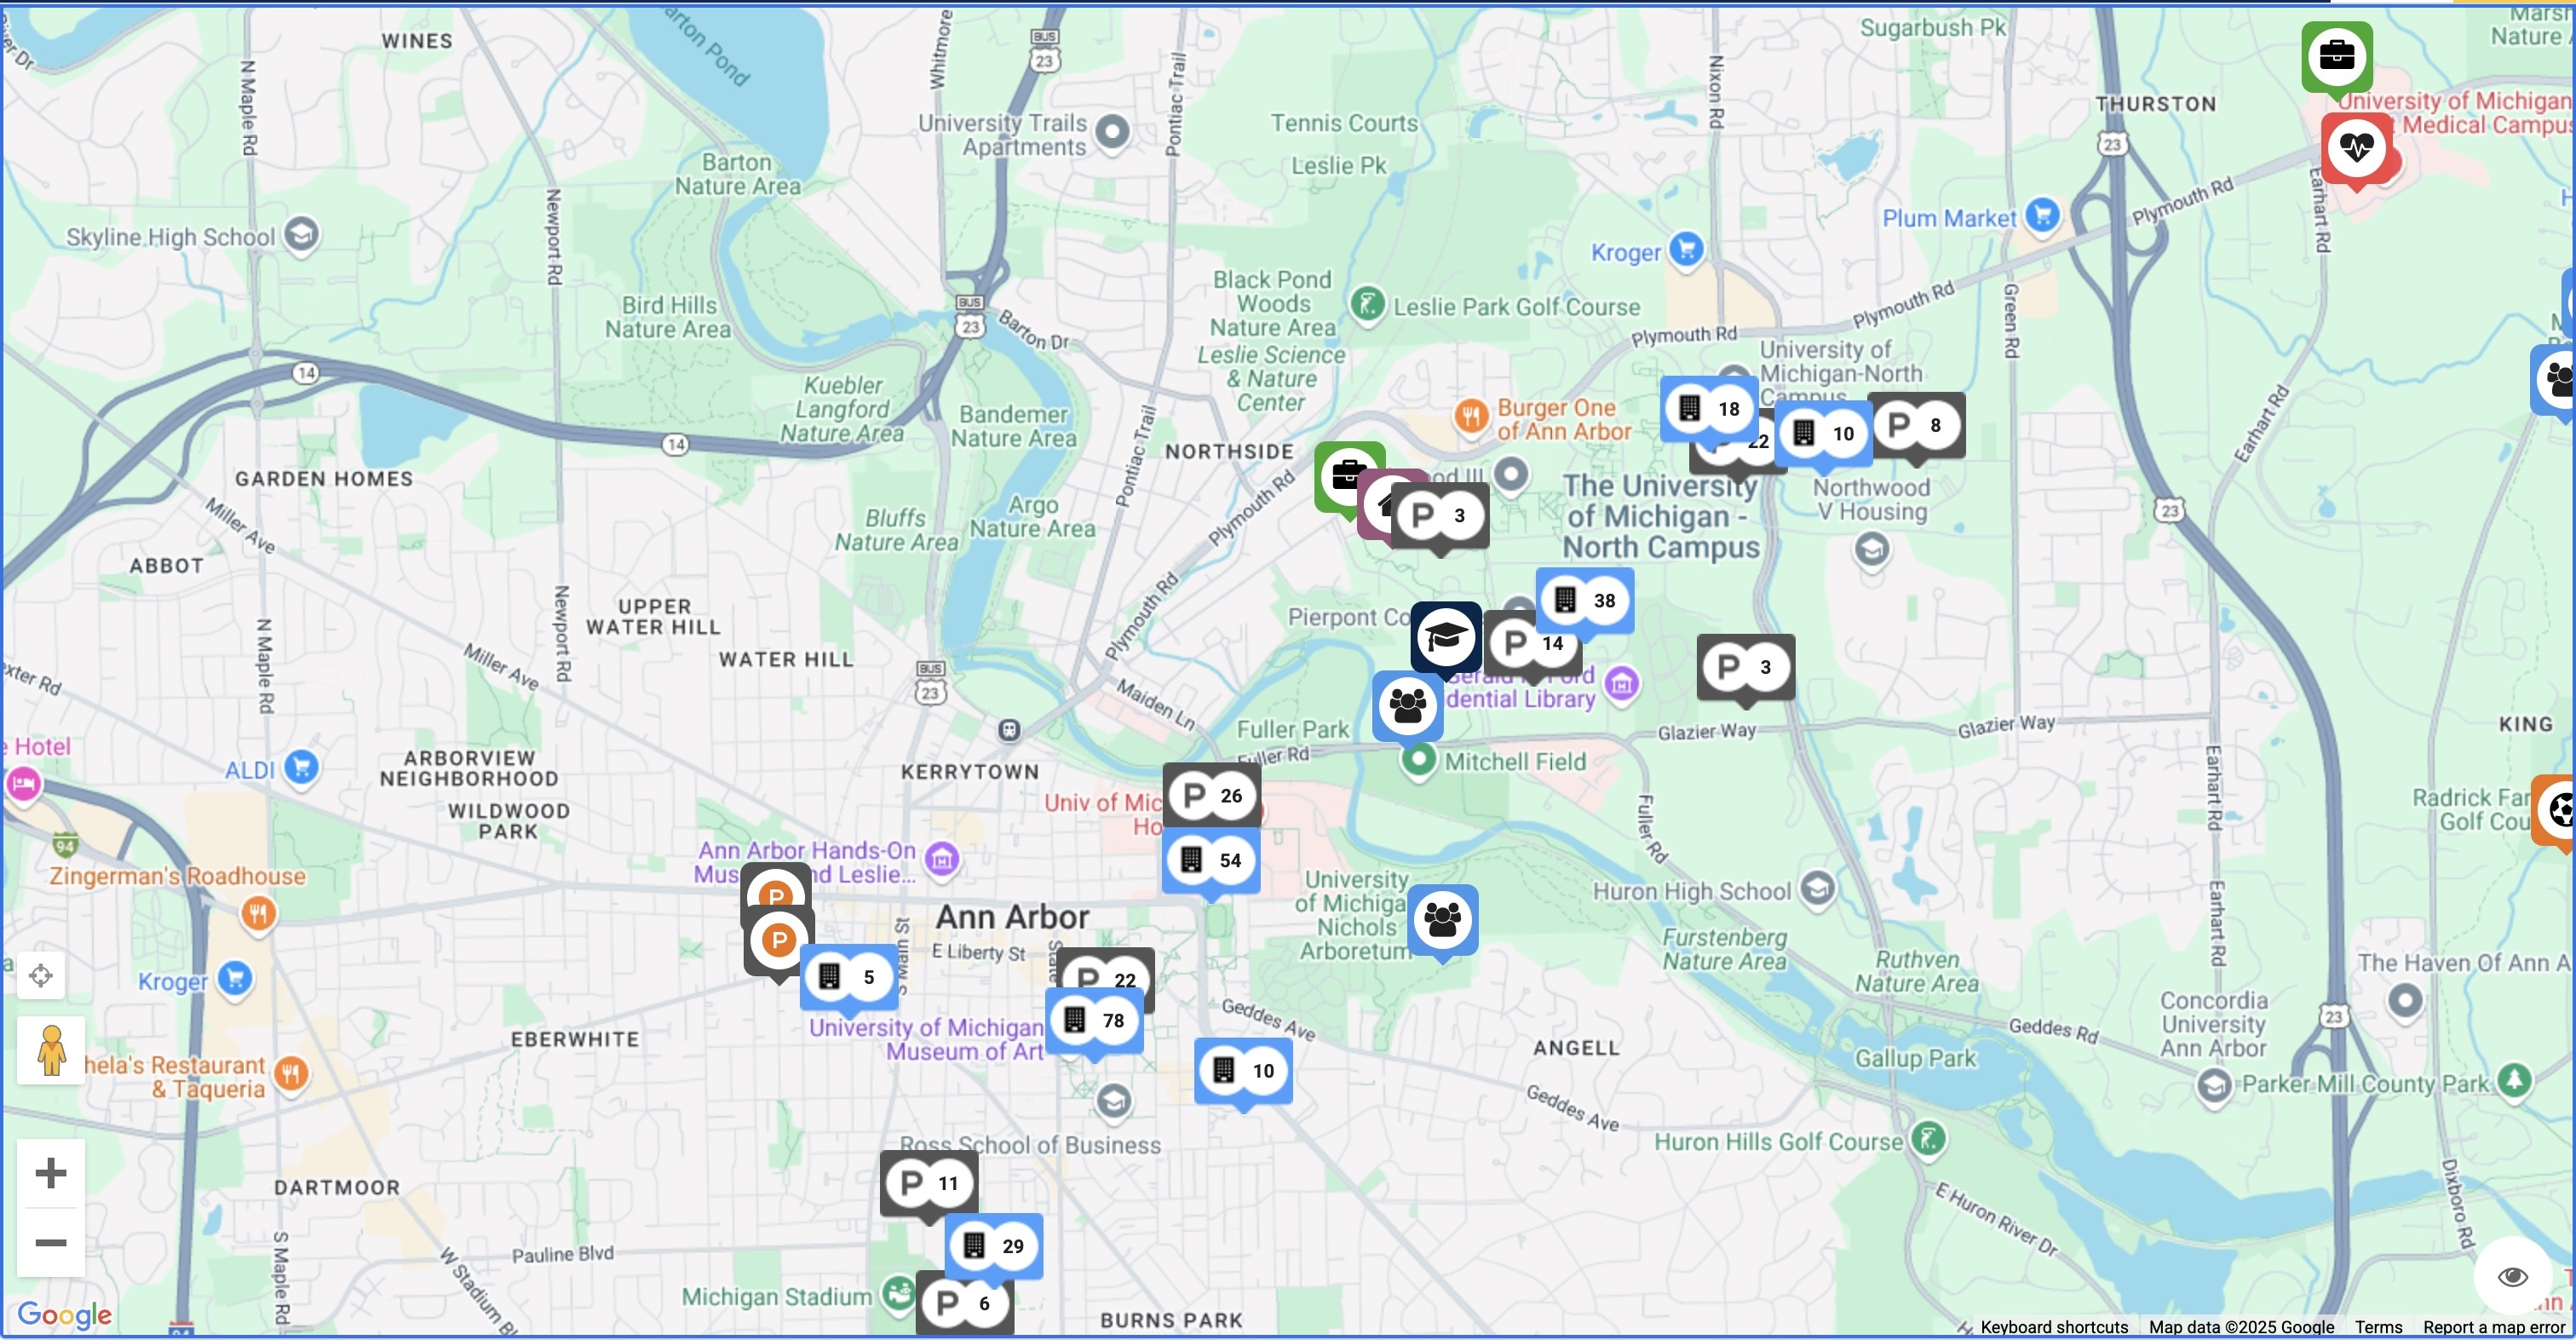 WINES
Barton Pond
Whitmore
BUS
23
Pontiac Trail
Sugarbush Pk
Nixon Rd
Nature
THURSTON
University of Michigan
Medical Campus
N Maple Rd
University Trails
Apartments
Tennis Courts
Leslie Pk
23
Barton
Nature Area
Plymouth Rd
Earhart Rd
Skyline High School
Newport Rd
Plum Market
Kroger
Bird Hills
Nature Area
BUS
23
Barton Dr
Black Pond
Woods
Nature Area
Leslie Park Golf Course
Plymouth Rd
Plymouth Rd
Green Rd
Leslie Science
& Nature
Center
14
University of
Michigan-North
Campus
Kuebler
Langford
Nature Area
Bandemer
Nature Area
Pontiac Trail
Burger One
of Ann Arbor
18
22
10
P 8
Earhart Rd
14
NORTHSIDE
GARDEN HOMES
Miller Ave
Bluffs
Nature Area
Argo
Nature Area
Plymouth Rd
P 3
The University
of Michigan -
North Campus
Northwood
V Housing
23
ABBOT
Newport Rd
UPPER
WATER HILL
Plymouth Rd
38
Pierpont Co
P 14
N Maple Rd
Miller Ave
WATER HILL
BUS
23
Maiden Ln
P 3
dential Library
Fuller Park
Fuller Rd
Glazier Way
Glazier Way
KING
Hotel
ALDI
ARBORVIEW
NEIGHBORHOOD
KERRYTOWN
Mitchell Field
WILDWOOD
PARK
94
Univ of Mic
Ho
P 26
54
Fuller Rd
Earhart Rd
Radrick Far
Golf Cou
Zingerman's Roadhouse
Ann Arbor Hands-On
Mus nd Leslie...
P
P
Ann Arbor
University
of Michiga
Nichols
Arboretum
Huron High School
Earhart Rd
Kroger
5
S Main St
E Liberty St
State
P 22
78
Furstenberg
Nature Area
Ruthven
Nature Area
The Haven Of Ann A
University of Michigan
Museum of Art
Geddes Ave
10
EBERWHITE
ANGELL
Geddes Rd
Concordia
University
Ann Arbor
23
hela's Restaurant
& Taqueria
Gallup Park
Parker Mill County Park
Geddes Ave
Ross School of Business
Huron Hills Golf Course
DARTMOOR
P 11
29
P 6
E Huron River Dr
Dixboro Rd
S Maple Rd
W Stadium Bl
Pauline Blvd
Michigan Stadium
BURNS PARK
Google
Keyboard shortcuts
Map data ©2025 Google
Terms
Report a map error